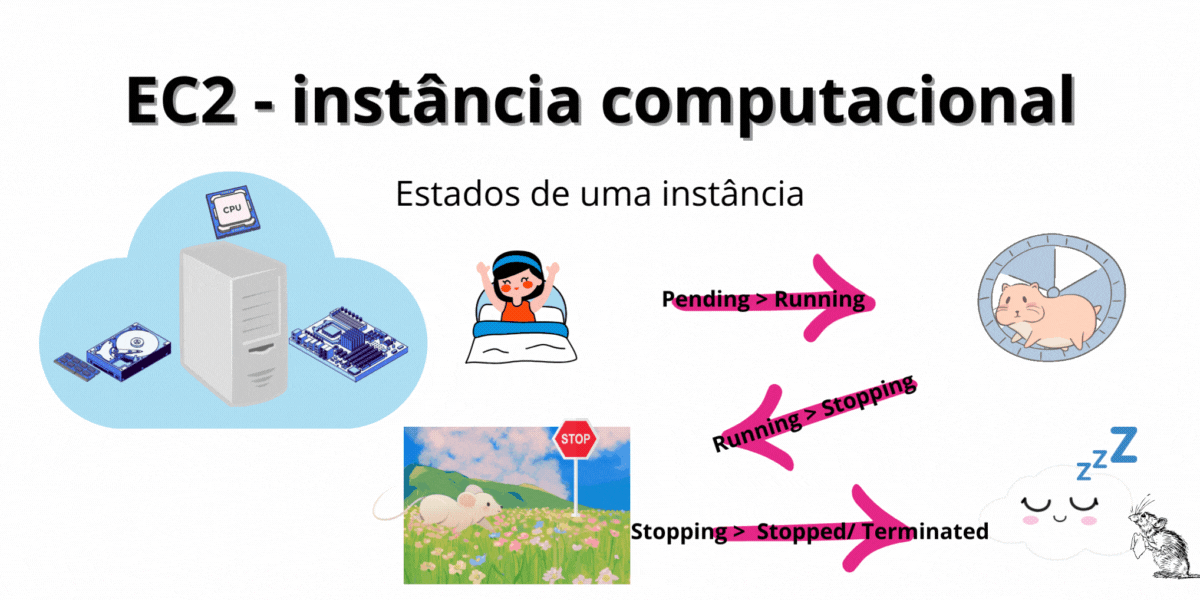 EC2 - instância computacional
Estados de uma instância
CPU
Pending > Running
Running > Stopping
STOP
Stopping > Stopped/ Terminated
Z Z Z